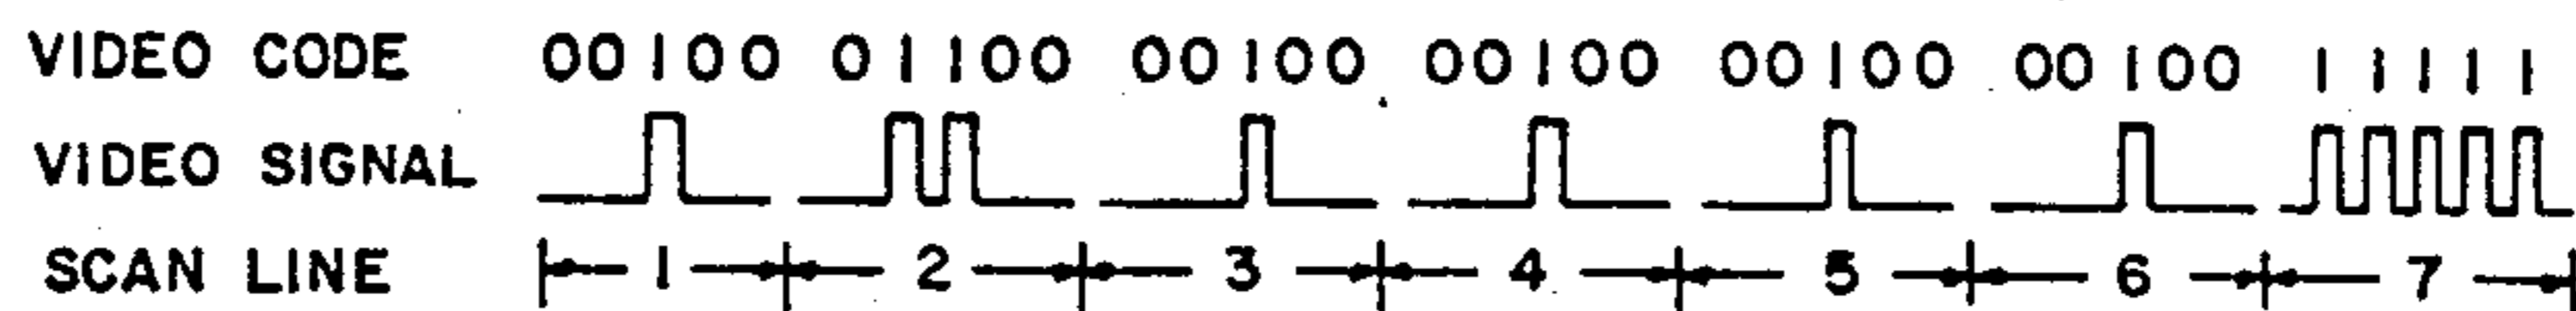 VIDEO CODE 00100 01100 00100 00100 00100 00100 11111
VIDEO SIGNAL
SCAN LINE 1 2 3 4 5 6 7